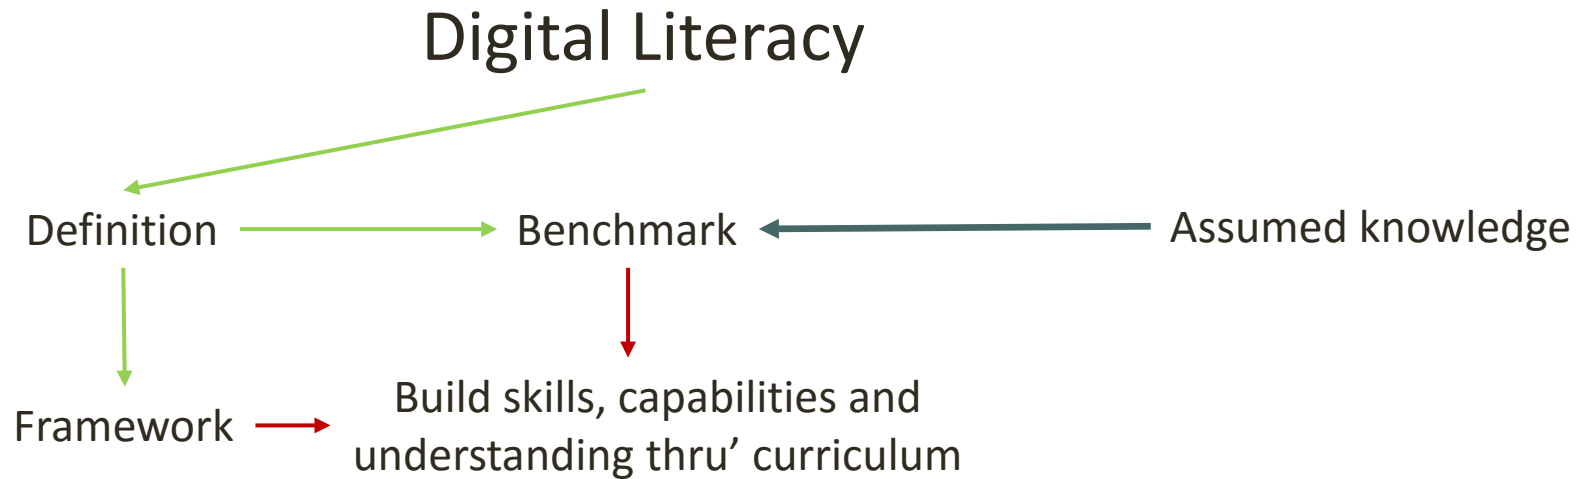 Digital Literacy
Definition
Benchmark
Assumed knowledge
Framework
Build skills, capabilities and
understanding thru’ curriculum